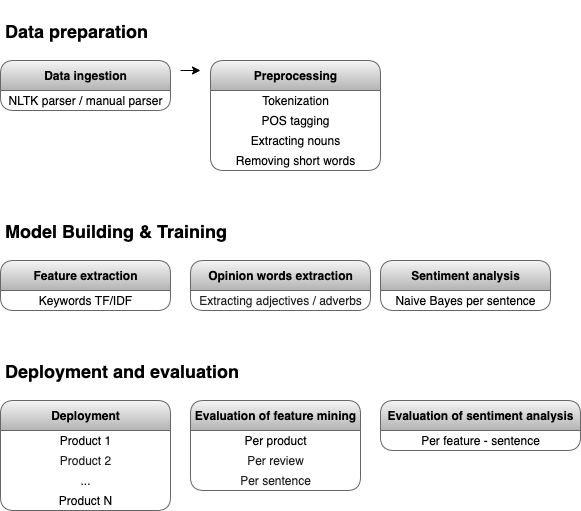 Data preparation
Data ingestion
NLTK parser / manual parser
Preprocessing
Tokenization
POS tagging
Extracting nouns
Removing short words
Model Building & Training
Feature extraction
Keywords TF/IDF
Opinion words extraction
Extracting adjectives / adverbs
Sentiment analysis
Naive Bayes per sentence
Deployment and evaluation
Deployment
Product 1
Product 2
...
Product N
Evaluation of feature mining
Per product
Per review
Per sentence
Evaluation of sentiment analysis
Per feature - sentence